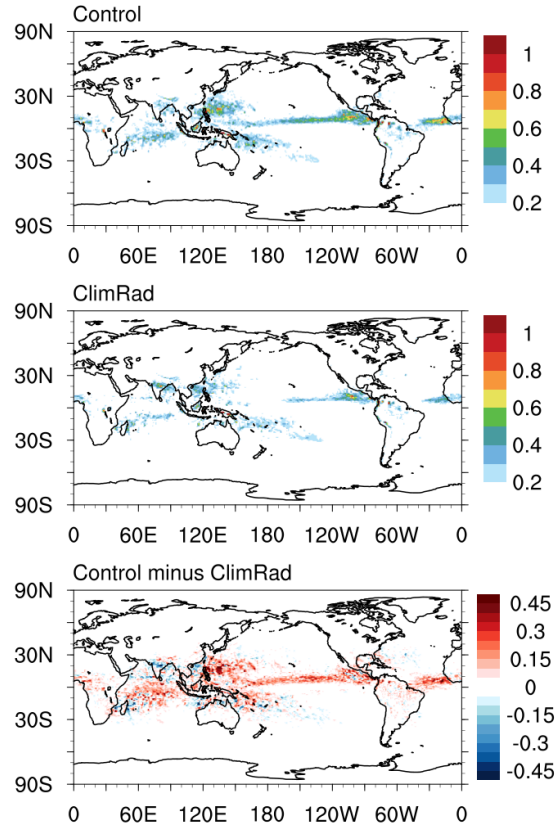 Control
90N
30N
30S
90S
0 60E 120E 180 120W 60W 0
1
0.8
0.6
0.4
0.2
ClimRad
90N
30N
30S
90S
0 60E 120E 180 120W 60W 0
1
0.8
0.6
0.4
0.2
Control minus ClimRad
90N
30N
30S
90S
0 60E 120E 180 120W 60W 0
0.45
0.3
0.15
0
-0.15
-0.3
-0.45